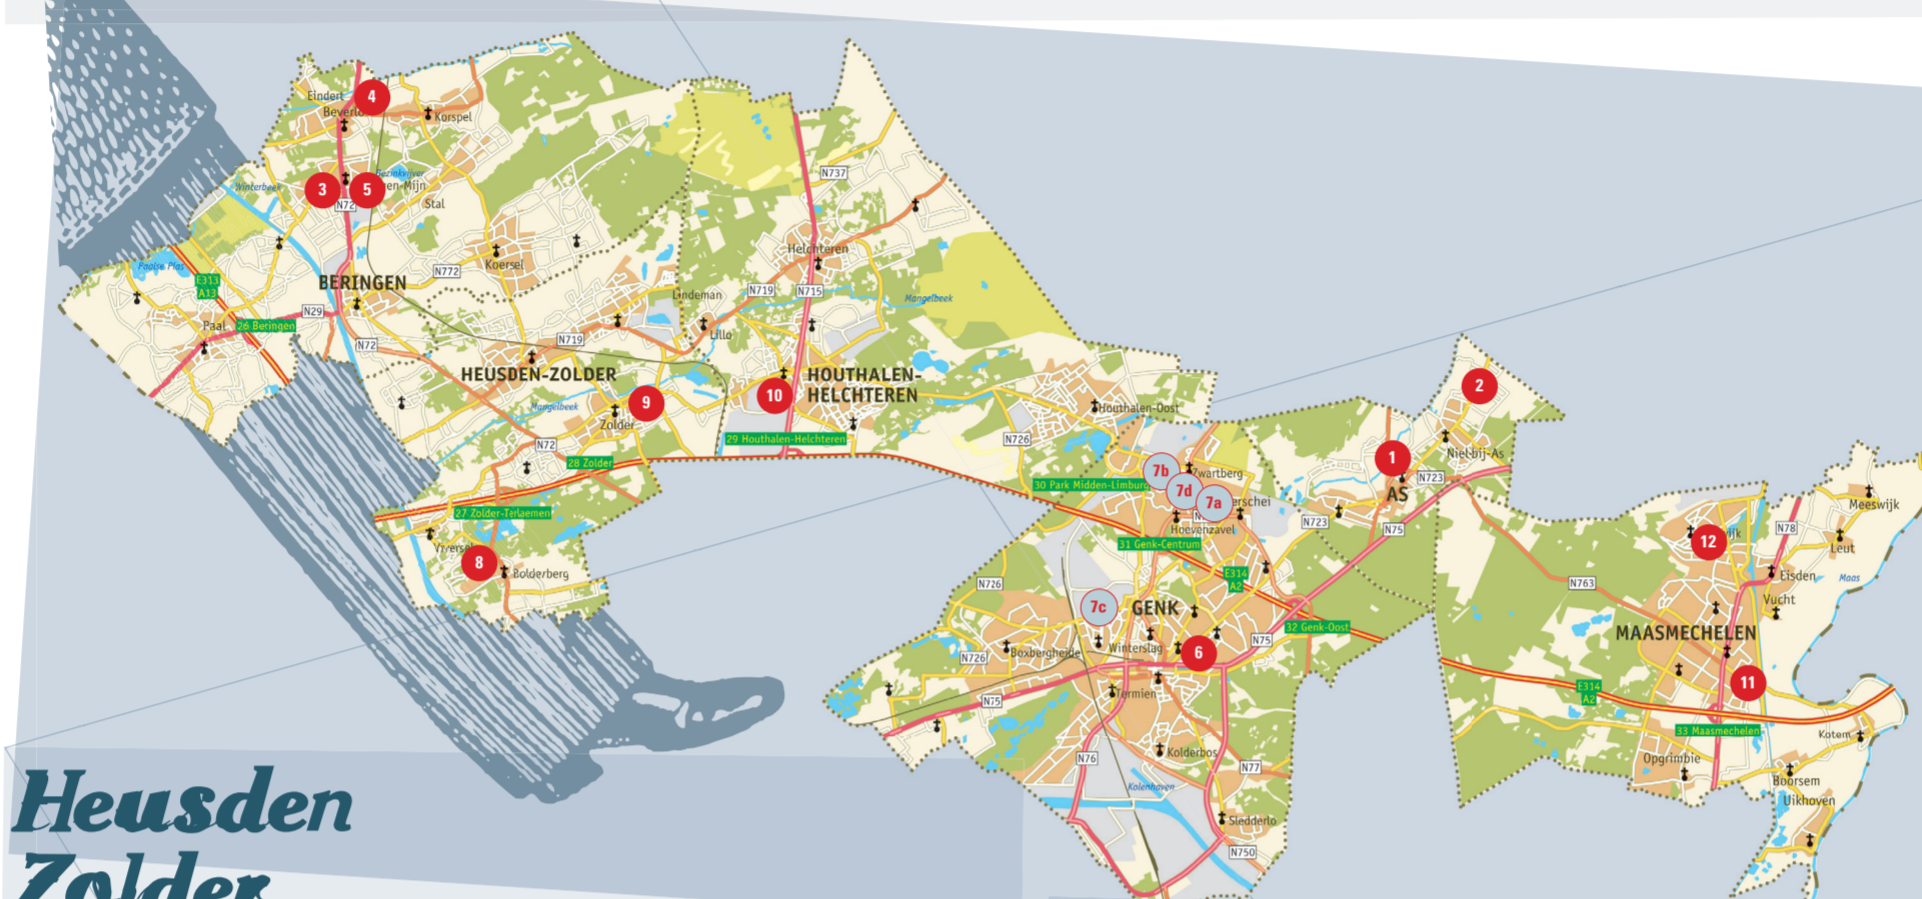 Eindert
4
Korspel
3
5
Winterbeek
N72
Stal
N737
Paalse Plas
E313
A13
BERINGEN
N772
Koersel
Helchteren
Lindeman
N719
N715
Mangelbeek
Paal
26 Beringen
N29
N72
N719
Lillo
HEUSDEN-ZOLDER
9
10
HOUTHALEN-
HELCHTEREN
Mangelbeek
Zolder
N72
29 Houthalen-Helchteren
28 Zolder
27 Zolder-Terlaemen
8
Bolderberg
Houthalen-Oost
N726
30 Park Midden-Limburg
7b
7d
7a
Zwartberg
Hoevenzavel
31 Genk-Centrum
E314
A2
N726
7c
GENK
N726
Boxbergheide
Winterslag
6
N75
32 Genk-Oost
N75
Termien
Kolderbos
N76
N77
Kolenhaven
Sledderlo
N750
2
1
Niel-bij-As
N723
AS
N723
N75
Meeswijk
12
N78
Leut
Eisden
Maas
N763
Vucht
MAASMECHELEN
11
E314
A2
33 Maasmechelen
Kotem
Opgrimbie
Boorsem
Uikhoven
Heusden
Zolder